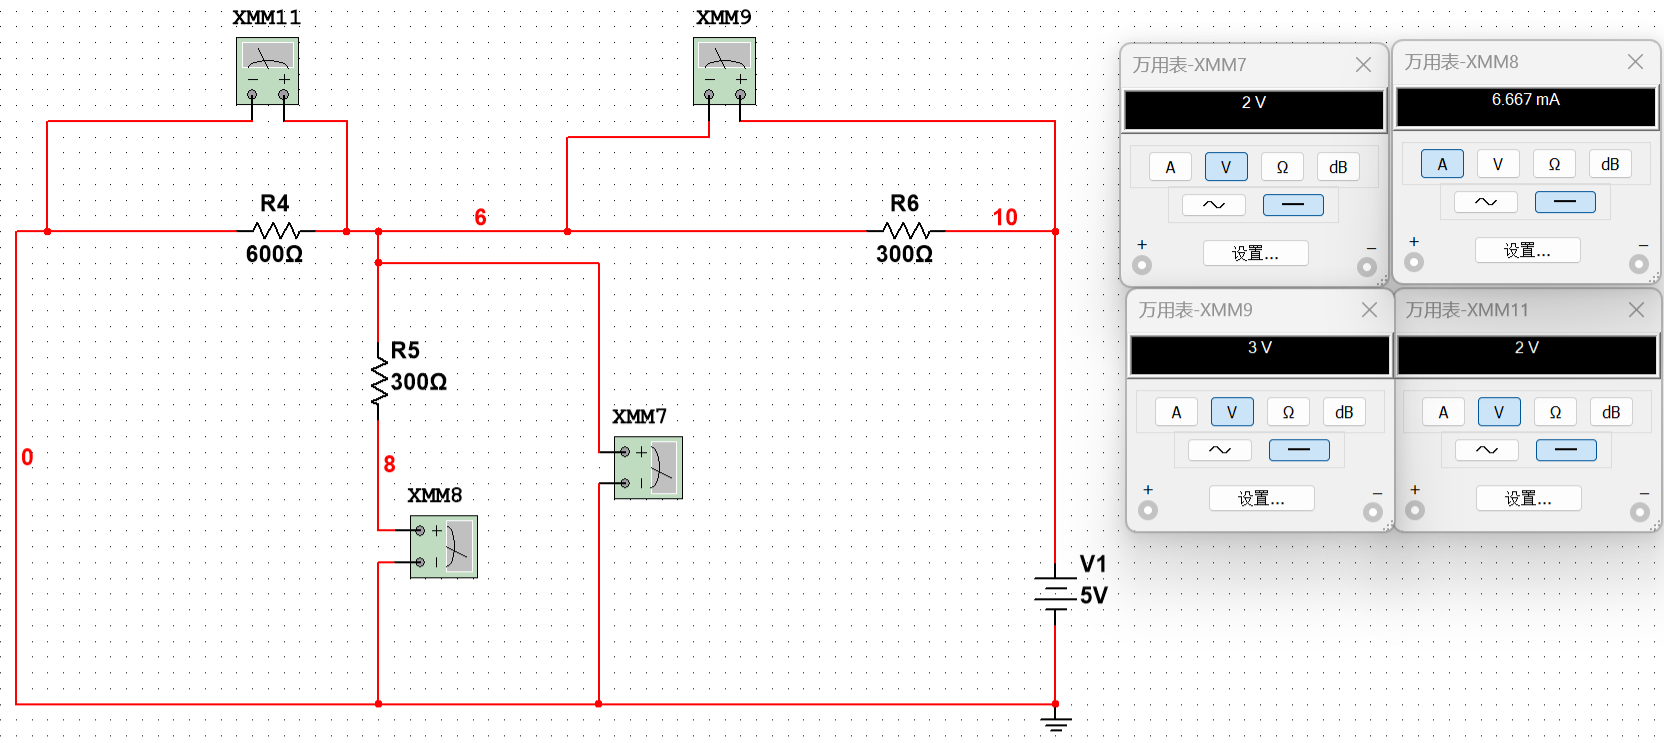 XMM11
XMM9
R4
600Ω
6
R6
300Ω
10
R5
300Ω
0
8
XMM8
XMM7
V1
5V
万用表-XMM7
2 V
A
V
Ω
dB
+
设置...
−
万用表-XMM8
6.667 mA
A
V
Ω
dB
+
设置...
−
万用表-XMM9
3 V
A
V
Ω
dB
+
设置...
−
万用表-XMM11
2 V
A
V
Ω
dB
+
设置...
−